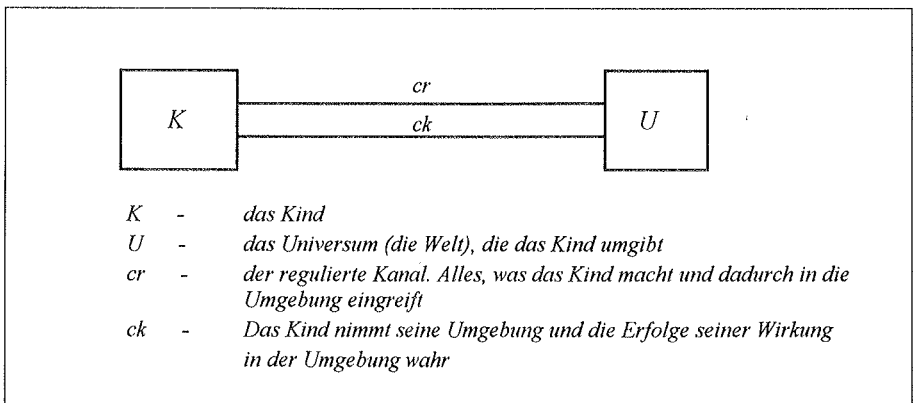 cr
K
ck
U
K - das Kind
U - das Universum (die Welt), die das Kind umgibt
cr - der regulierte Kanal. Alles, was das Kind macht und dadurch in die
Umgebung eingreift
ck - Das Kind nimmt seine Umgebung und die Erfolge seiner Wirkung
in der Umgebung wahr